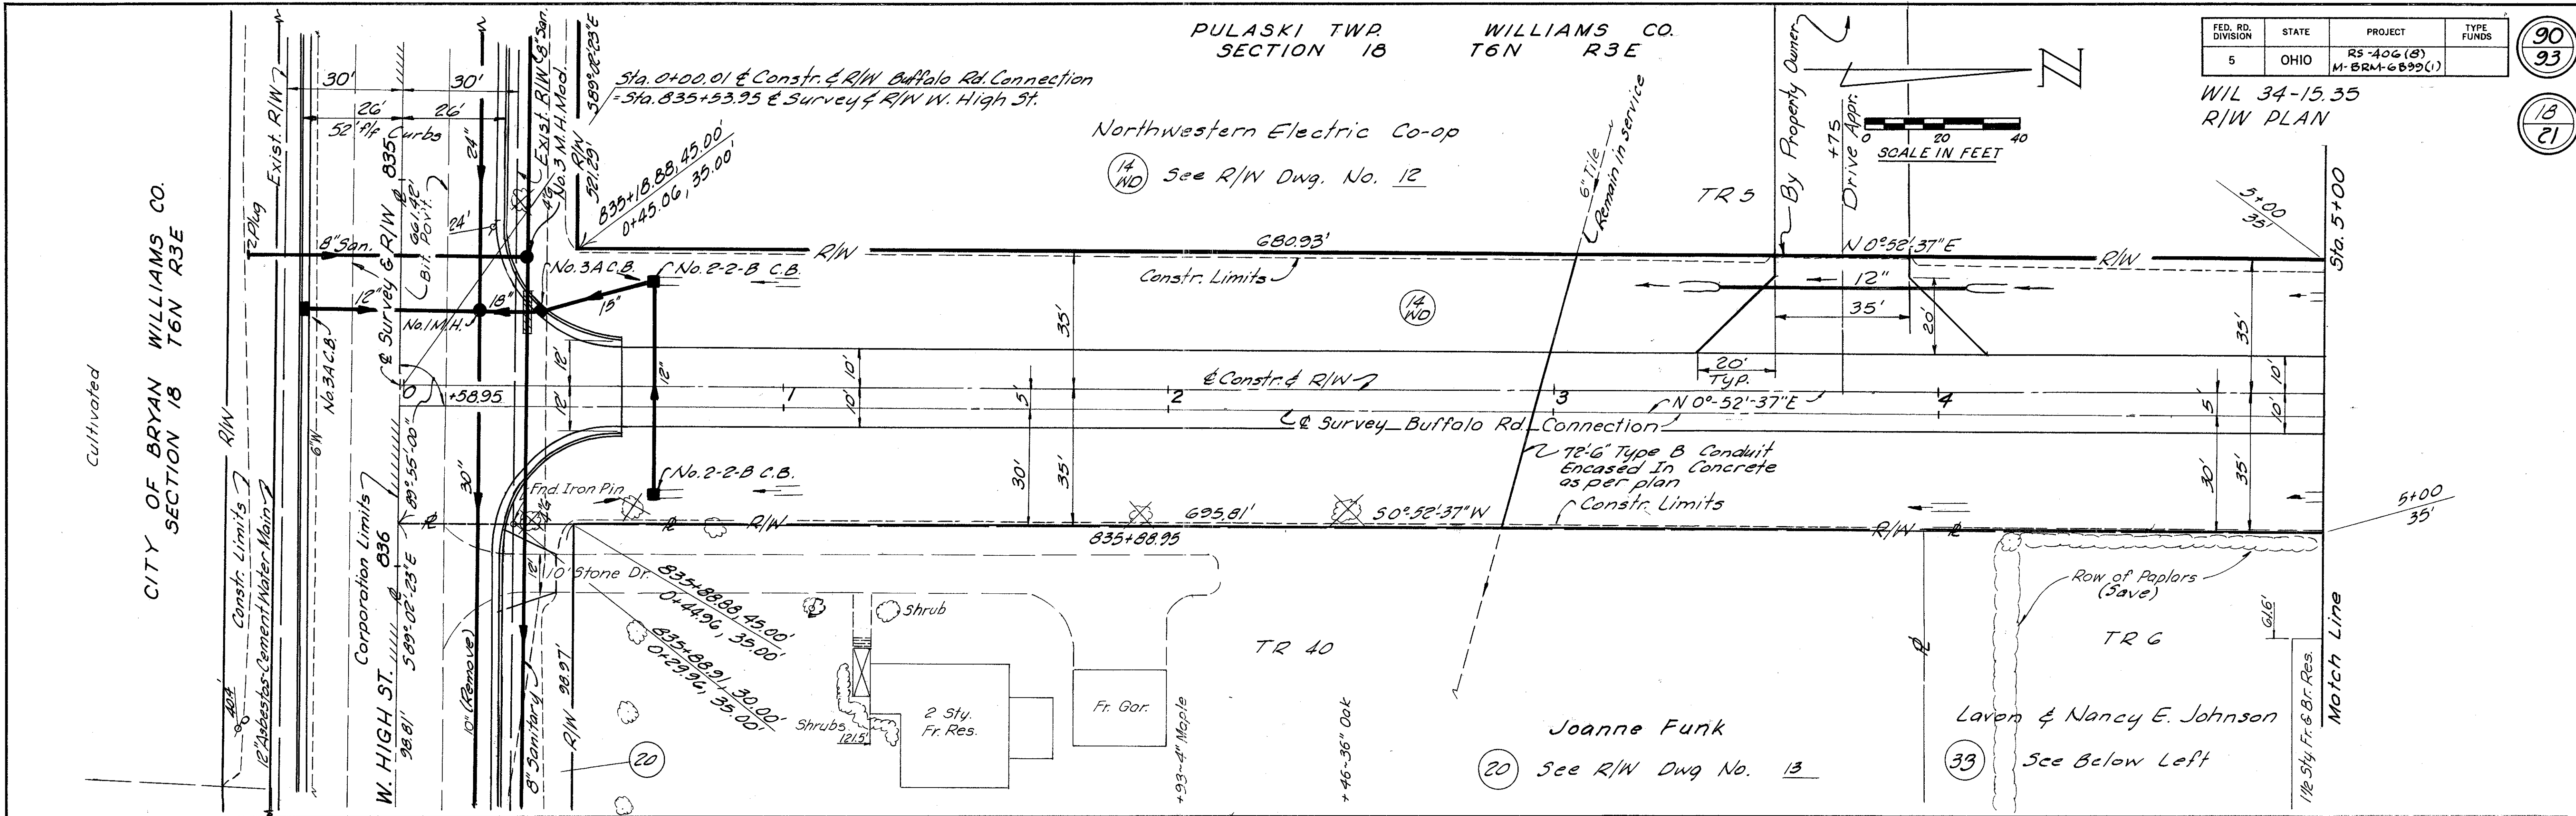 PULASKI TWP. WILLIAMS CO.
SECTION 18 T6N R3E
FED. RD. DIVISION STATE PROJECT TYPE FUNDS
5 OHIO RS-406(8) M-BRM-6B99(1)
90
93
WIL 34-15.35
R/W PLAN
18
21
CITY OF BRYAN WILLIAMS CO.
SECTION 18 T6N R3E
Cultivated
Exist. R/W
30' 30'
26' 26'
52' f/f Curbs
24"
Exist. R/W
8" San.
No. 3 M.H. Mod.
S89°02'23"E
R/W
521.29'
Sta. 0+00.01 ℄ Constr. & R/W Buffalo Rd. Connection
= Sta. 835+53.95 ℄ Survey & R/W W. High St.
835+18.88, 45.00'
0+45.06, 35.00'
Northwestern Electric Co-op
14 WD See R/W Dwg. No. 12
6" Tile
Remain in service
TR 5
By Property Owner
+75
Drive Appr.
N
0 20 40
SCALE IN FEET
5+00
35'
Sta. 5+00
Plug
8" San.
℄ Survey & R/W 835
661.42'
Bit. Pov't.
24'
46'
No. 3A C.B.
No. 2-2-B C.B.
R/W
680.93'
Constr. Limits
N 0°52'37"E
R/W
12"
18"
No. 1 M.H.
15"
14 WD
12"
35'
20'
35'
35'
No. 3A C.B.
12'
12'
12"
10'
10'
20'
TYP.
10'
10'
0
+58.95
1
2
3
4
℄ Constr. & R/W
5'
5'
N 0°-52'-37"E
℄ Survey Buffalo Rd. Connection
6" W
89°-55'-00"
72'-6" Type B Conduit
Encased In Concrete
as per plan
No. 2-2-B C.B.
30'
35'
30'
35'
30"
Fnd. Iron Pin
46'
R/W
695.81'
S 0°-52'-37" W
Constr. Limits
R/W
835+88.95
5+00
35'
R/W
Constr. Limits
12" Asbestos-Cement Water Main
Corporation Limits
W. HIGH ST.
836
S 89°-02'-23"E
98.81'
10" (Remove)
8" Sanitary
12'
10' Stone Dr.
R/W 98.97'
835+88.88, 45.00'
0+44.96, 35.00'
835+88.91, 30.00'
0+29.96, 35.00'
Shrub
Shrubs
121.5'
2 Sty.
Fr. Res.
Fr. Gar.
+93-4" Maple
+46-36" Oak
TR 40
Row of Paplars
(Save)
TR 6
61.6'
Match Line
20
Joanne Funk
20 See R/W Dwg No. 13
Lavon & Nancy E. Johnson
33 See Below Left
1½ Sty. Fr. & Br. Res.